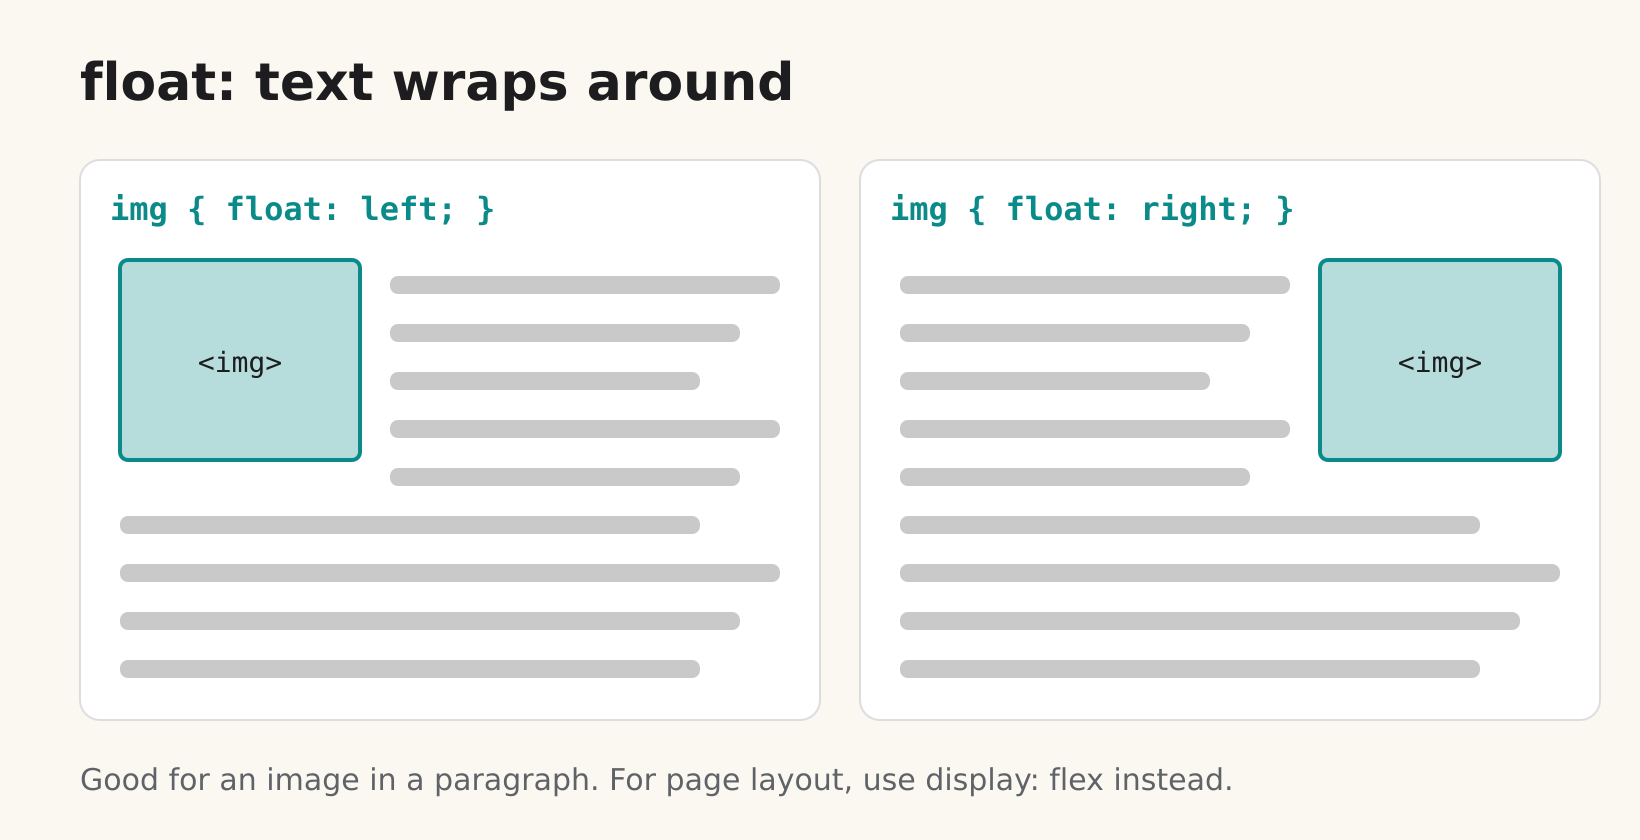 float: text wraps around
img { float: left; }
<img>
img { float: right; }
<img>
Good for an image in a paragraph. For page layout, use display: flex instead.